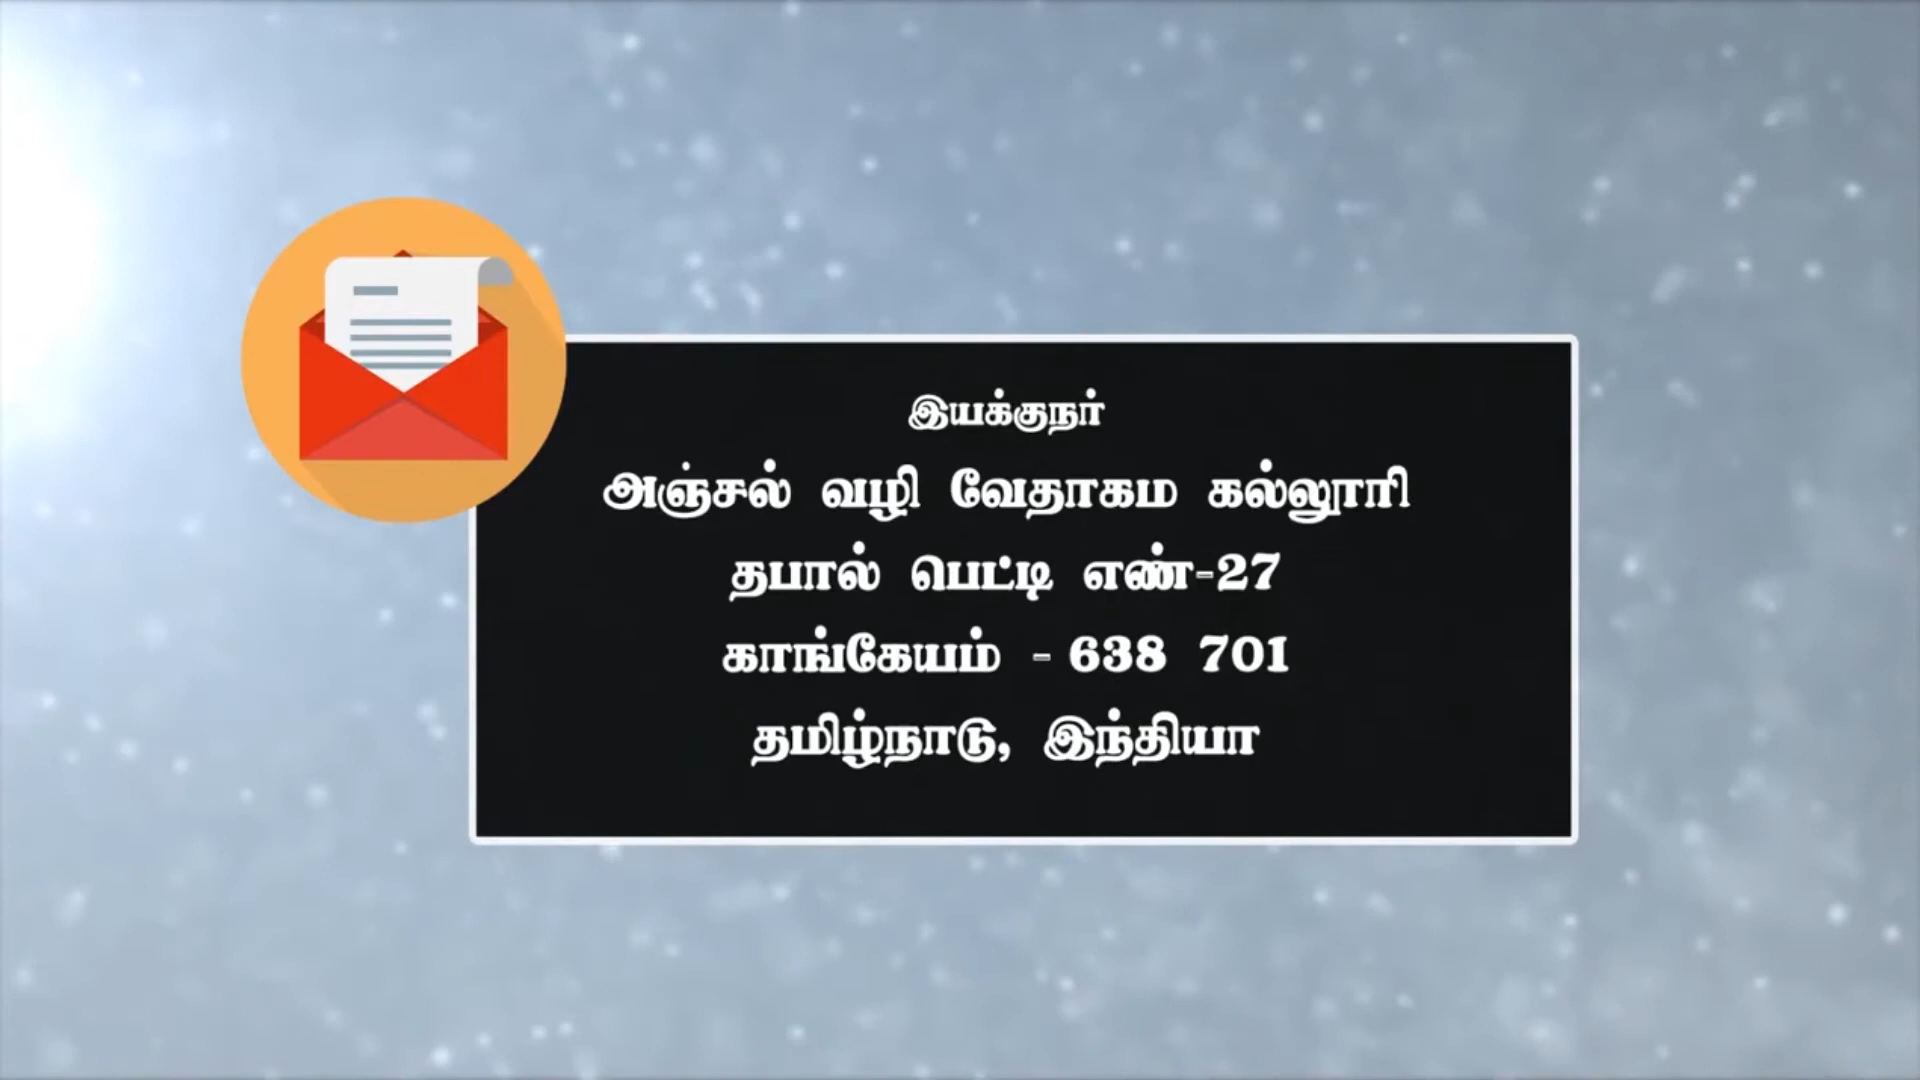 இயக்குநர்
அஞ்சல் வழி வேதாகம கல்லூரி
தபால் பெட்டி எண்-27
காங்கேயம் - 638 701
தமிழ்நாடு, இந்தியா